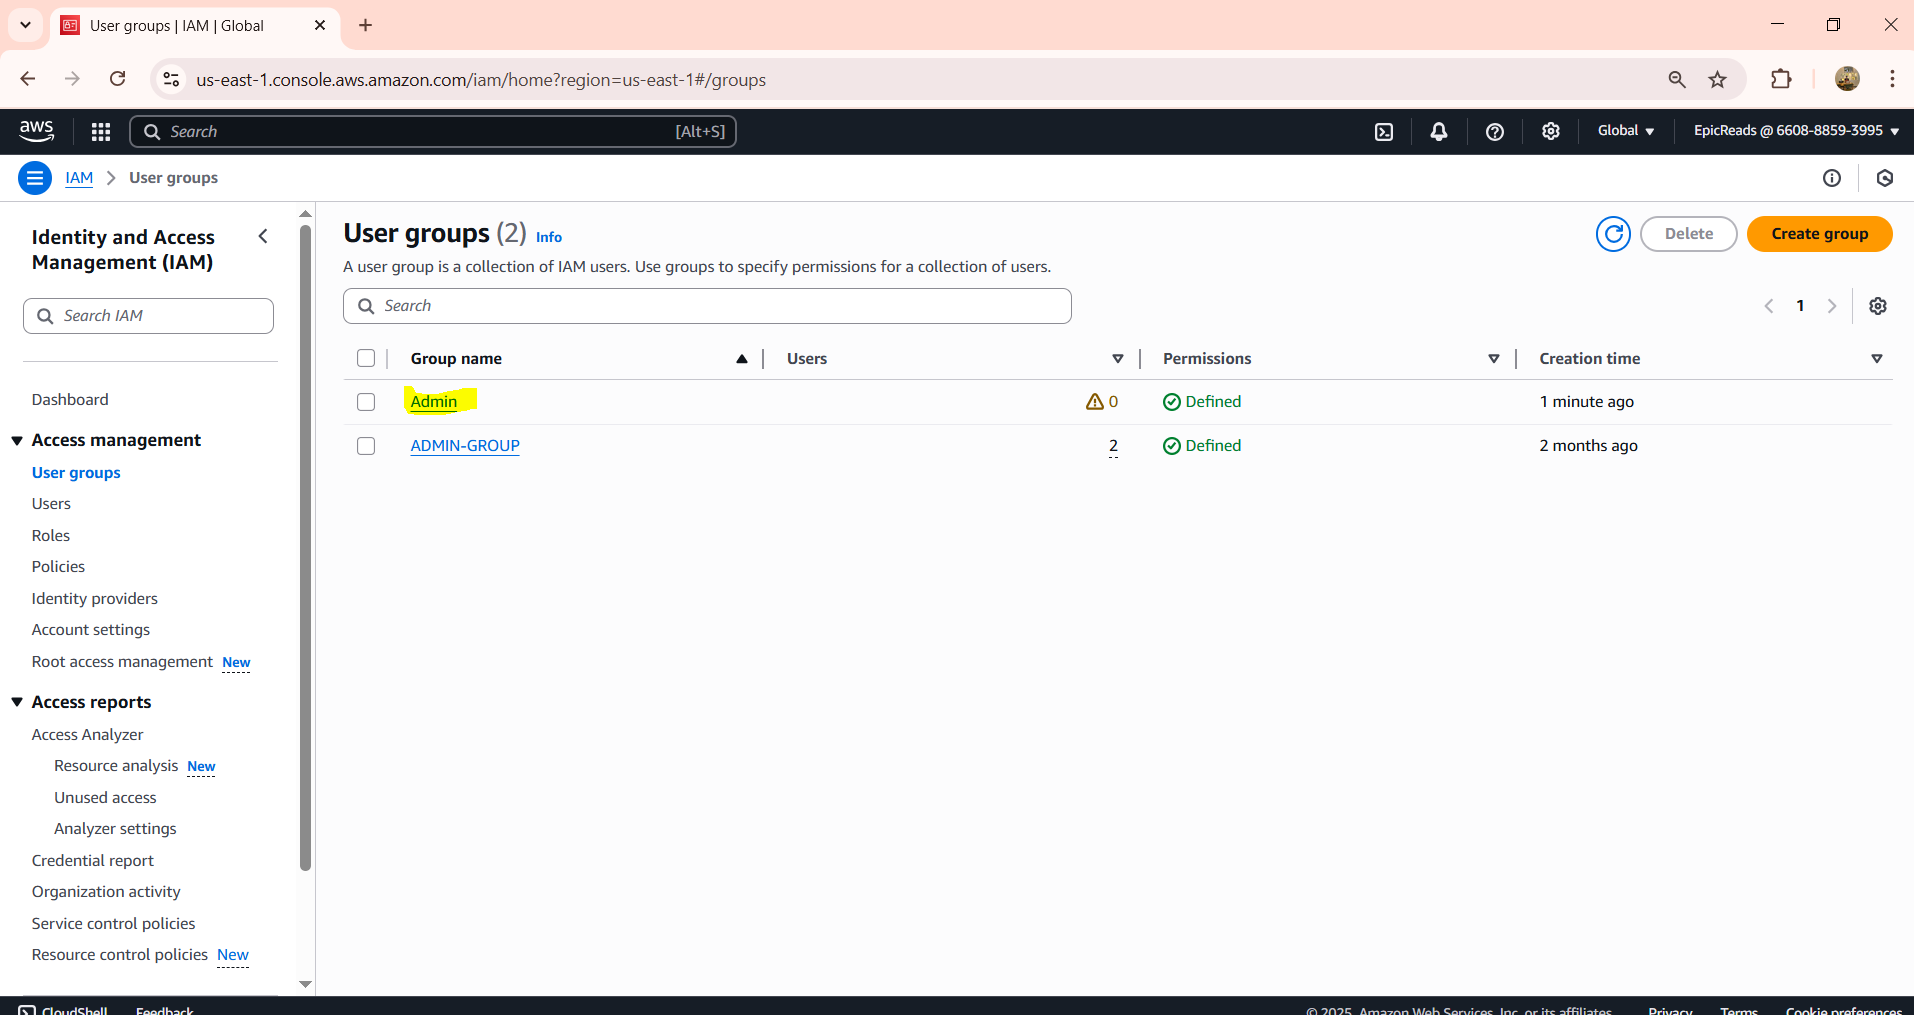 User groups | IAM | Global
us-east-1.console.aws.amazon.com/iam/home?region=us-east-1#/groups
aws
Search [Alt+S]
Global
EpicReads @ 6608-8859-3995
IAM
User groups
Identity and Access
Management (IAM)
Search IAM
Dashboard
Access management
User groups
Users
Roles
Policies
Identity providers
Account settings
Root access management New
Access reports
Access Analyzer
Resource analysis New
Unused access
Analyzer settings
Credential report
Organization activity
Service control policies
Resource control policies New
User groups (2) Info
Delete
Create group
A user group is a collection of IAM users. Use groups to specify permissions for a collection of users.
Search
1
Group name Users Permissions Creation time
Admin 0 Defined 1 minute ago
ADMIN-GROUP 2 Defined 2 months ago
CloudShell Feedback © 2025, Amazon Web Services, Inc. or its affiliates. Privacy Terms Cookie preferences